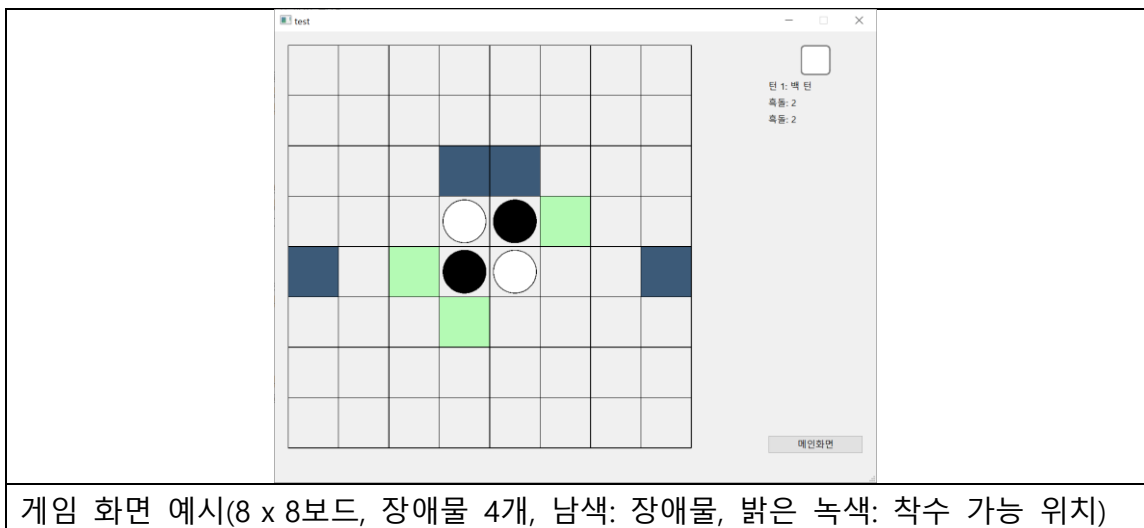 test
턴 1: 백 턴
흑돌: 2
흑돌: 2
메인화면
게임 화면 예시(8 x 8보드, 장애물 4개, 남색: 장애물, 밝은 녹색: 착수 가능 위치)